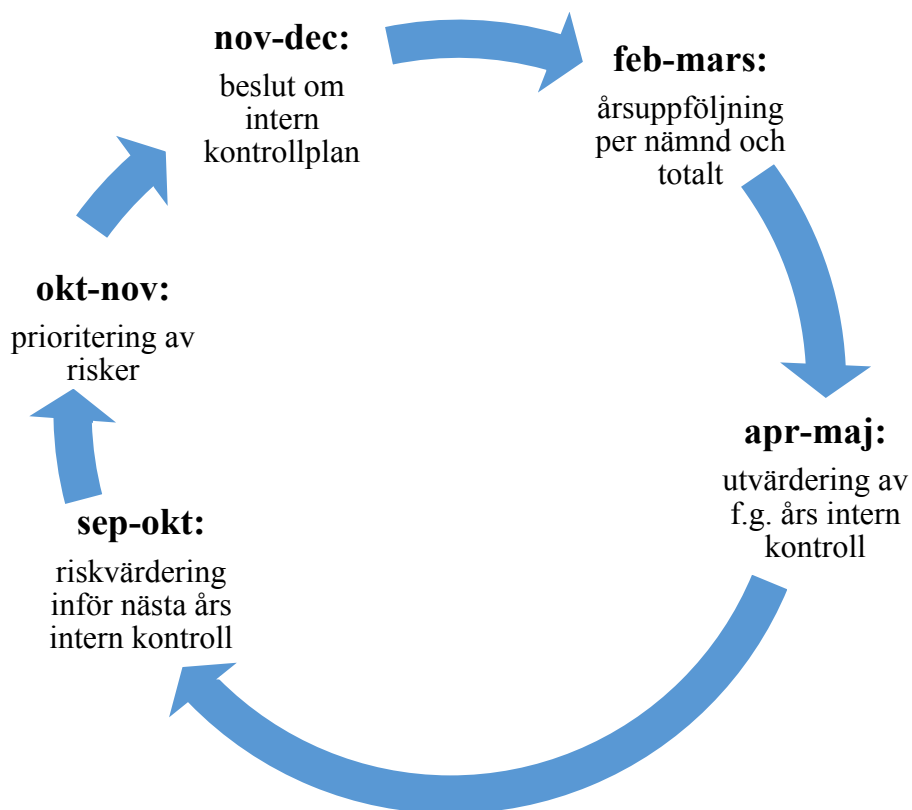 nov-dec:
beslut om
intern
kontrollplan
feb-mars:
årsuppföljning
per nämnd och
totalt
apr-maj:
utvärdering av
f.g. års intern
kontroll
sep-okt:
riskvärdering
inför nästa års
intern kontroll
okt-nov:
prioritering av
risker